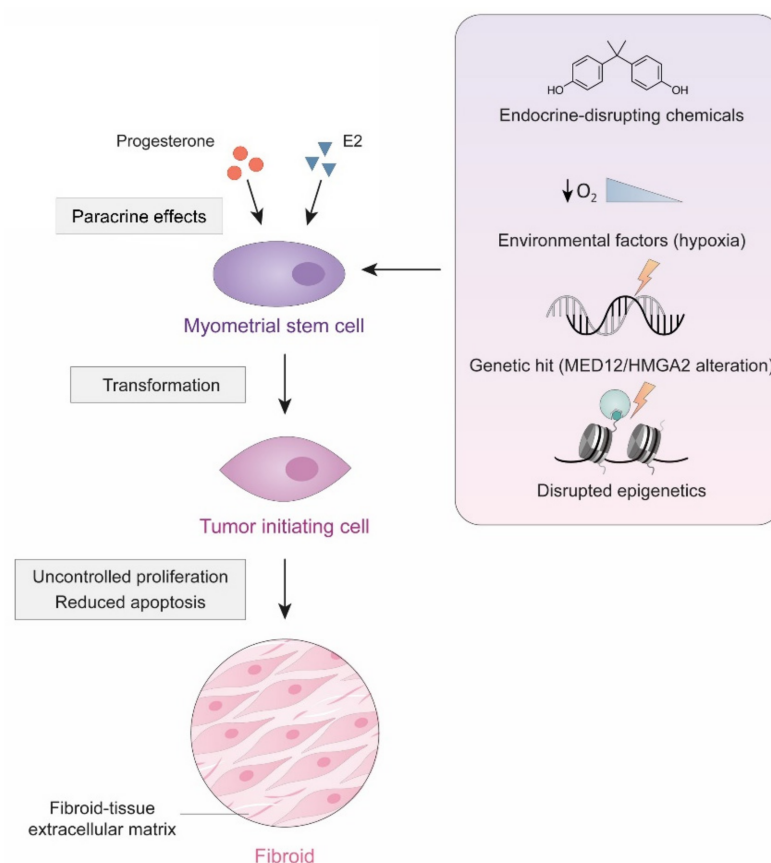 HO
OH
Endocrine-disrupting chemicals
Progesterone
E2
Paracrine effects
O2
Environmental factors (hypoxia)
Myometrial stem cell
Genetic hit (MED12/HMGA2 alteration)
Transformation
Disrupted epigenetics
Tumor initiating cell
Uncontrolled proliferation
Reduced apoptosis
Fibroid-tissue
extracellular matrix
Fibroid